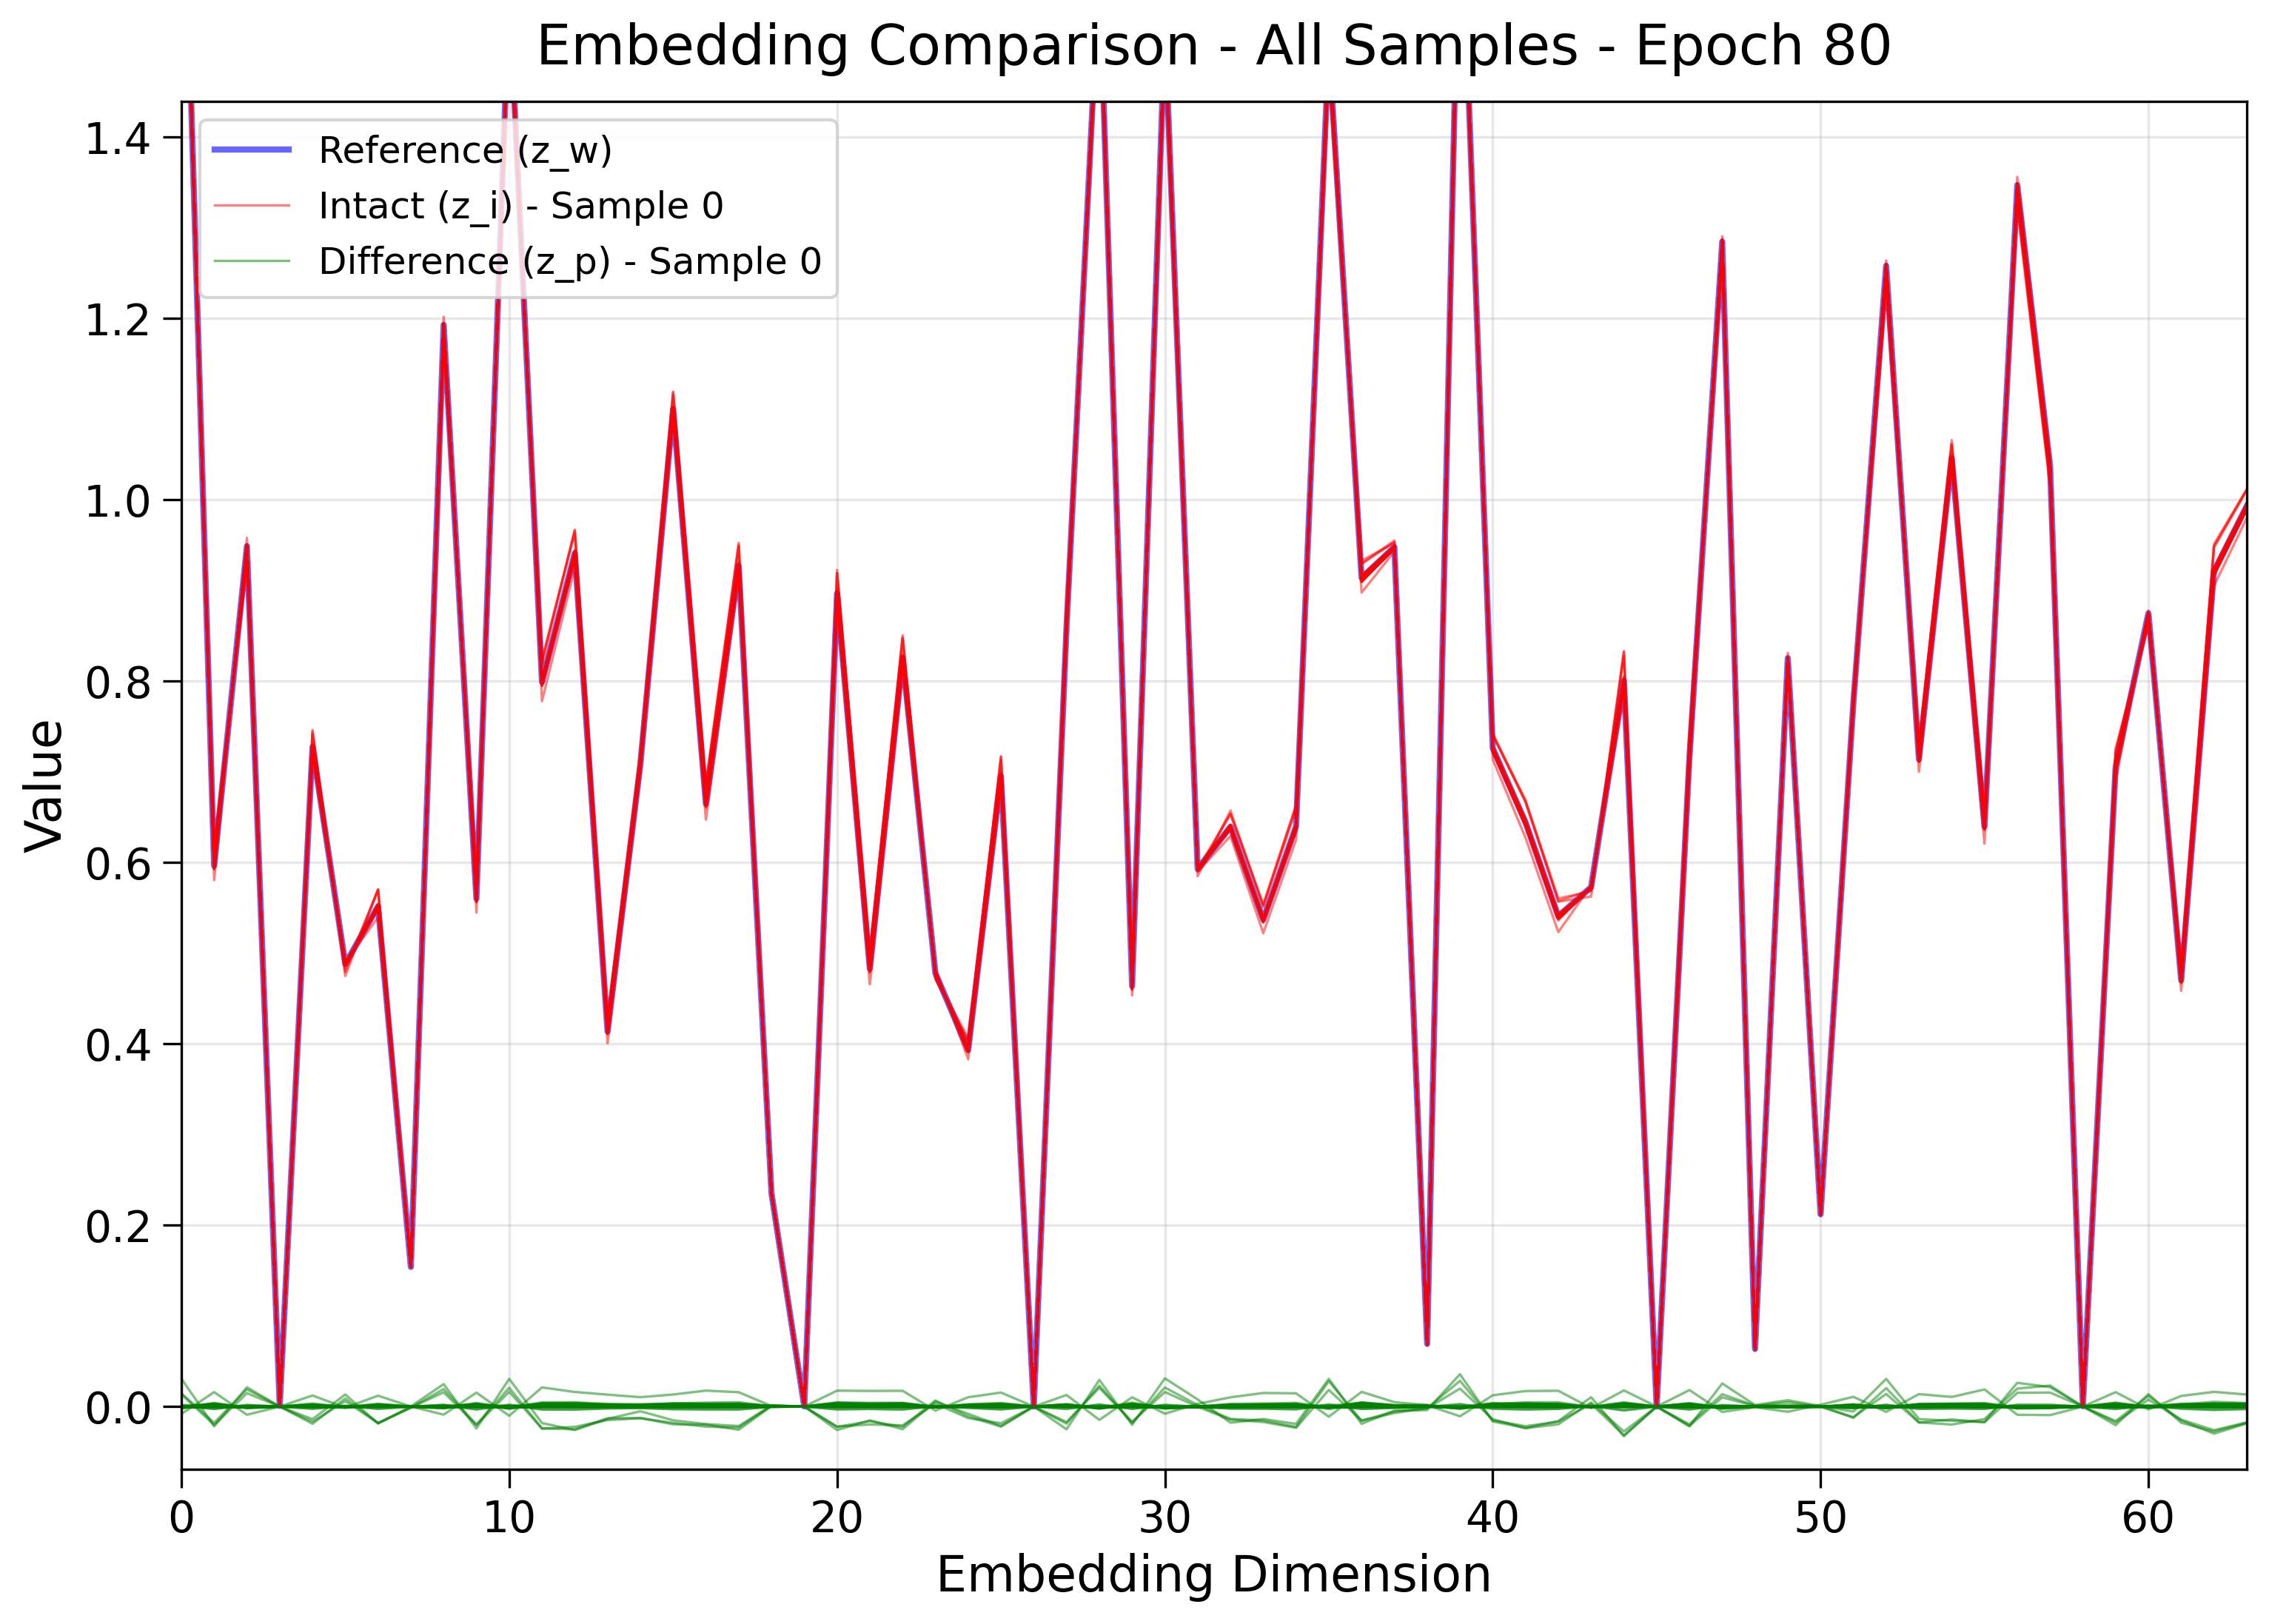 Embedding Comparison - All Samples - Epoch 80
Reference (z_w)
Intact (z_i) - Sample 0
Difference (z_p) - Sample 0
Value
1.4
1.2
1.0
0.8
0.6
0.4
0.2
0.0
0 10 20 30 40 50 60
Embedding Dimension